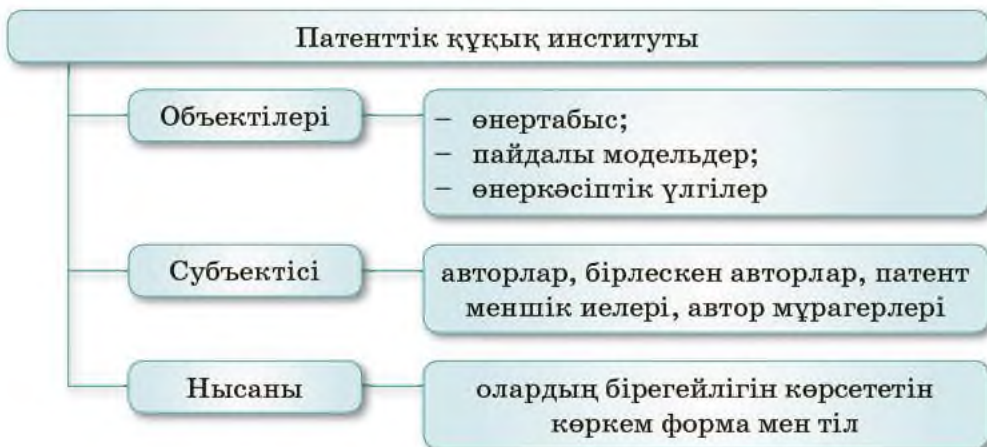 Патенттік құқық институты
Объектілері
– өнертабыс;
– пайдалы модельдер;
– өнеркәсіптік үлгілер
Субъектісі
авторлар, бірлескен авторлар, патент
меншік иелері, автор мұрагерлері
Нысаны
олардың бірегейлігін көрсететін
көркем форма мен тіл